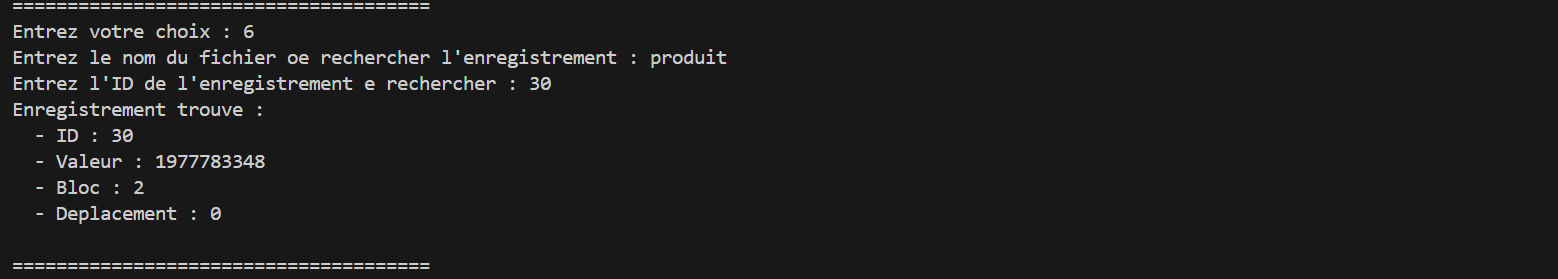 ======================================
Entrez votre choix : 6
Entrez le nom du fichier oe rechercher l'enregistrement : produit
Entrez l'ID de l'enregistrement e rechercher : 30
Enregistrement trouve :
  - ID : 30
  - Valeur : 1977783348
  - Bloc : 2
  - Deplacement : 0
======================================